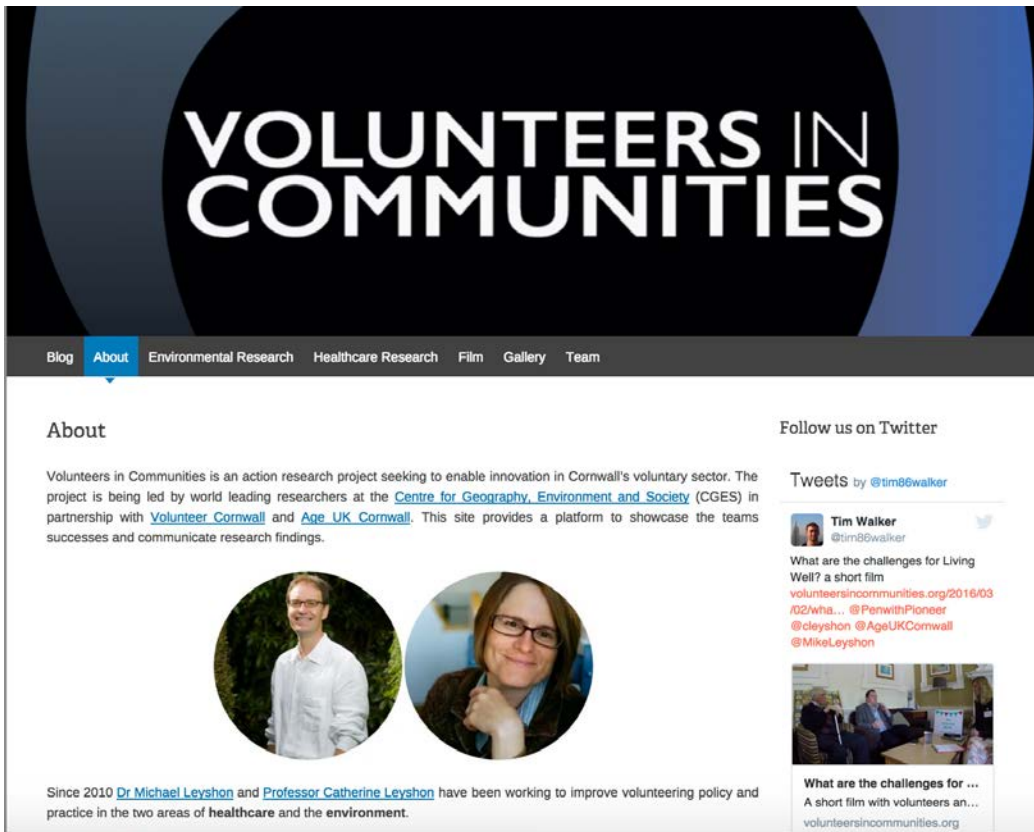 VOLUNTEERS IN
COMMUNITIES
Blog About Environmental Research Healthcare Research Film Gallery Team
About
Volunteers in Communities is an action research project seeking to enable innovation in Cornwall's voluntary sector. The
project is being led by world leading researchers at the Centre for Geography, Environment and Society (CGES) in
partnership with Volunteer Cornwall and Age UK Cornwall. This site provides a platform to showcase the teams
successes and communicate research findings.
Since 2010 Dr Michael Leyshon and Professor Catherine Leyshon have been working to improve volunteering policy and
practice in the two areas of healthcare and the environment.
Follow us on Twitter
Tweets by @tim86walker
Tim Walker
@tim86walker
What are the challenges for Living
Well? a short film
volunteersincommunities.org/2016/03
/02/wha... @PenwithPioneer
@cleyshon @AgeUKCornwall
@MikeLeyshon
What are the challenges for ...
A short film with volunteers an...
volunteersincommunities.org